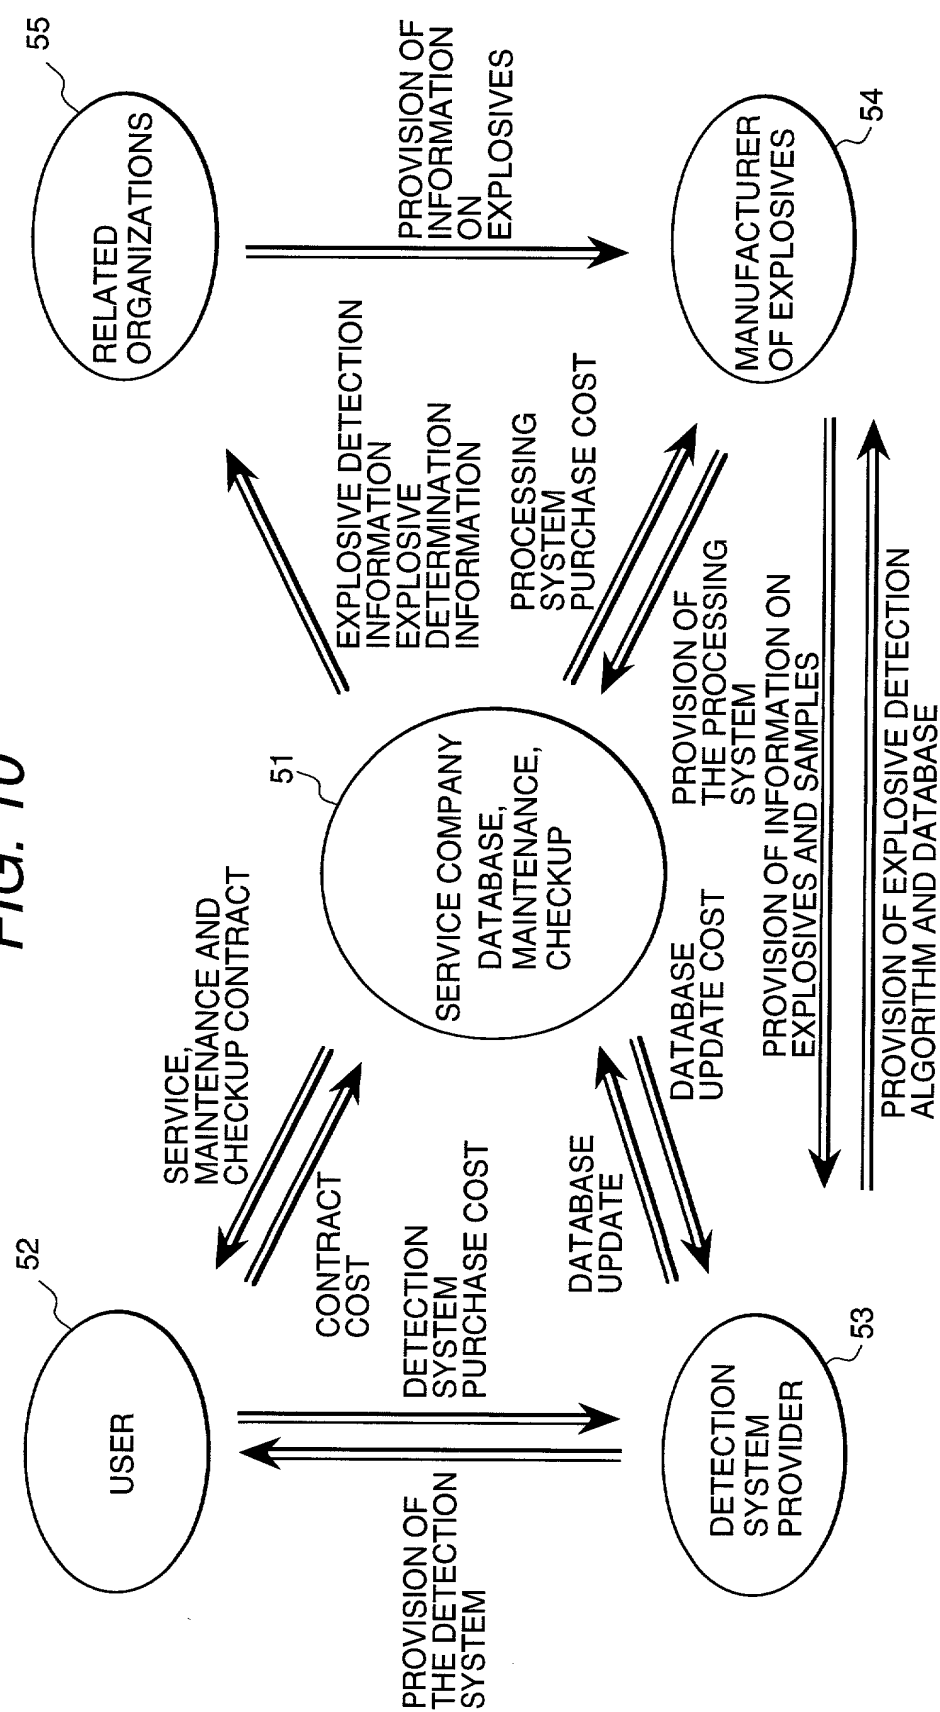 FIG. 10
52
USER
SERVICE,
MAINTENANCE AND
CHECKUP CONTRACT
CONTRACT
COST
51
SERVICE COMPANY
DATABASE,
MAINTENANCE,
CHECKUP
55
RELATED
ORGANIZATIONS
EXPLOSIVE DETECTION
INFORMATION
EXPLOSIVE
DETERMINATION
INFORMATION
PROVISION OF
INFORMATION
ON
EXPLOSIVES
PROVISION OF
THE DETECTION
SYSTEM
DETECTION
SYSTEM
PURCHASE COST
DATABASE
UPDATE
DATABASE
UPDATE COST
PROCESSING
SYSTEM
PURCHASE COST
PROVISION OF
THE PROCESSING
SYSTEM
DETECTION
SYSTEM
PROVIDER
53
MANUFACTURER
OF EXPLOSIVES
54
PROVISION OF INFORMATION ON
EXPLOSIVES AND SAMPLES
PROVISION OF EXPLOSIVE DETECTION
ALGORITHM AND DATABASE